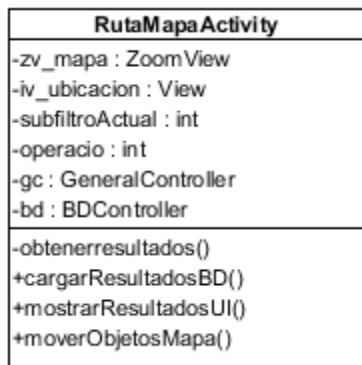 RutaMapaActivity
-zv_mapa : ZoomView
-iv_ubicacion : View
-subfiltroActual : int
-operacio : int
-gc : GeneralController
-bd : BDController
-obtenerresultados()
+cargarResultadosBD()
+mostrarResultadosUI()
+moverObjetosMapa()